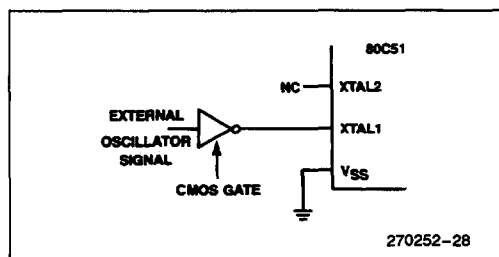 80C51
NC
XTAL2
EXTERNAL
OSCILLATOR
SIGNAL
XTAL1
CMOS GATE
VSS
270252-28